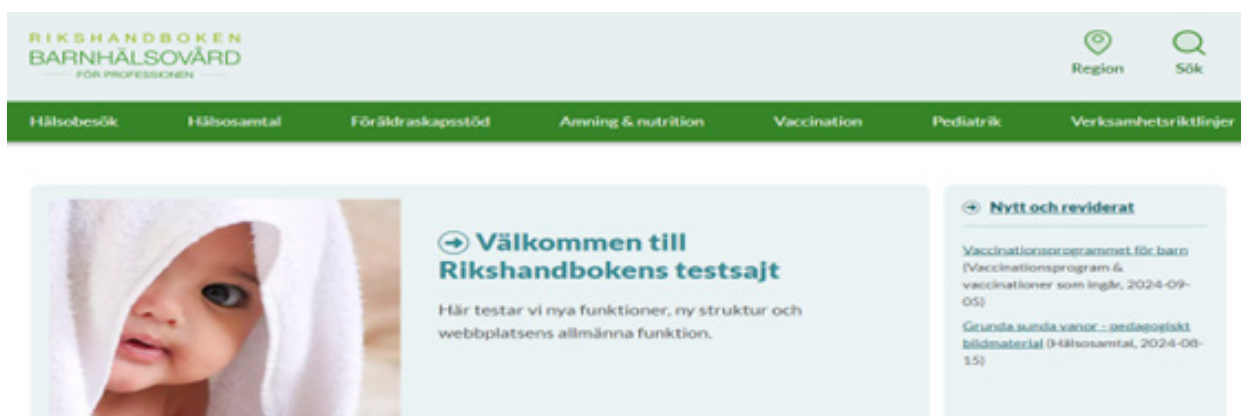 RIKSHANDBOKEN
BARNHÄLSOVÅRD
FÖR PROFESSIONEN
Region
Sök
Hälsobesök Hälsosamtal Föräldraskapsstöd Amning & nutrition Vaccination Pediatrik Verksamhetsriktlinjer
Välkommen till
Rikshandbokens testsajt
Här testar vi nya funktioner, ny struktur och
webbplatsens allmänna funktion.
Nytt och reviderat
Vaccinationsprogrammet för barn
(Vaccinationsprogram &
vaccinationer som ingår, 2024-09-
05)
Grunda sunda vanor - pedagogiskt
bildmaterial (Hälsosamtal, 2024-08-
15)